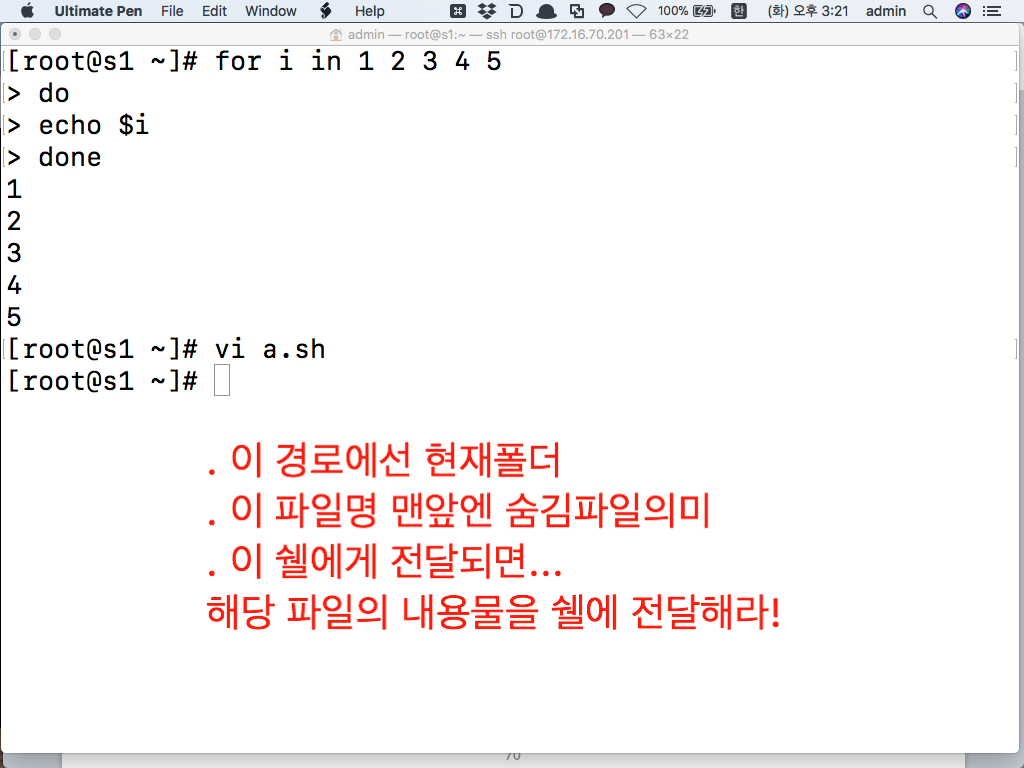 Ultimate Pen File Edit Window Help 100% 한 (화) 오후 3:21 admin
admin — root@s1:~ — ssh root@172.16.70.201 — 63×22
[root@s1 ~]# for i in 1 2 3 4 5
> do
> echo $i
> done
1
2
3
4
5
[root@s1 ~]# vi a.sh
[root@s1 ~]#
. 이 경로에선 현재폴더
. 이 파일명 맨앞엔 숨김파일의미
. 이 쉘에게 전달되면...
해당 파일의 내용물을 쉘에 전달해라!
70